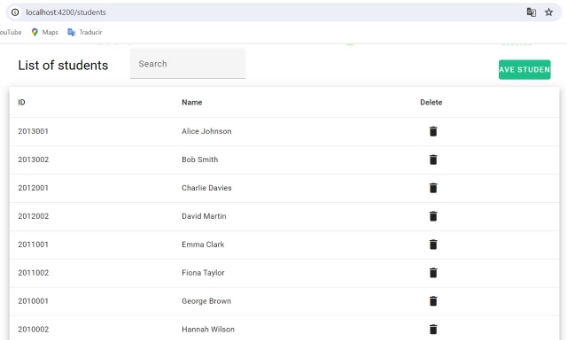 localhost:4200/students
ouTube Maps Traducir
List of students Search AVE STUDEN
ID Name Delete
2013001 Alice Johnson
2013002 Bob Smith
2012001 Charlie Davies
2012002 David Martin
2011001 Emma Clark
2011002 Fiona Taylor
2010001 George Brown
2010002 Hannah Wilson